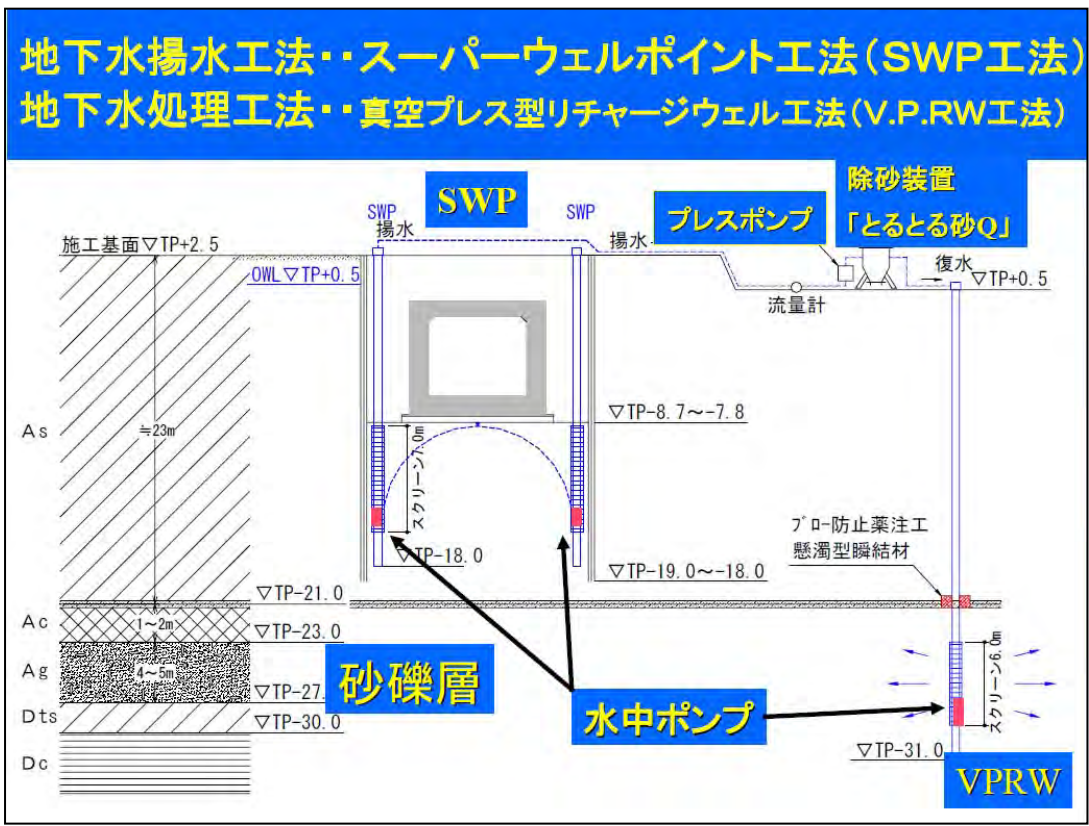 地下水揚水工法・・スーパーウェルポイント工法(SWP工法)
地下水処理工法・・真空プレス型リチャージウェル工法(V.P.RW工法)
SWP
除砂装置
「とるとる砂Q」
プレスポンプ
SWP
揚水
SWP
揚水
施工基面▽TP+2.5
OWL▽TP+0.5
復水
▽TP+0.5
流量計
▽TP-8.7~-7.8
As
≒23m
スクリーン7.0m
ブロー防止薬注工
懸濁型瞬結材
▽TP-18.0
▽TP-19.0~-18.0
▽TP-21.0
Ac
1~2m
▽TP-23.0
Ag
4~5m
砂礫層
▽TP-27.
スクリーン6.0m
Dts
▽TP-30.0
水中ポンプ
▽TP-31.0
Dc
VPRW